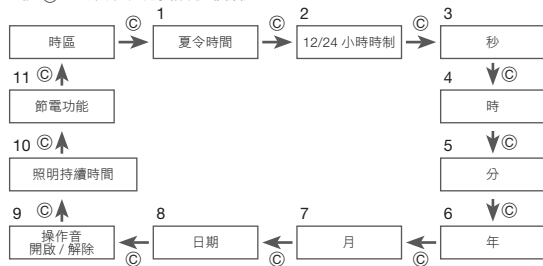 1 2 3
時區 Ⓒ 夏令時間 Ⓒ 12/24 小時時制 Ⓒ 秒
11 Ⓒ 4 Ⓒ
節電功能 時
10 Ⓒ 5 Ⓒ
照明持續時間 分
9 Ⓒ 8 7 6 Ⓒ
操作音
開啟 / 解除 Ⓒ 日期 Ⓒ 月 Ⓒ 年